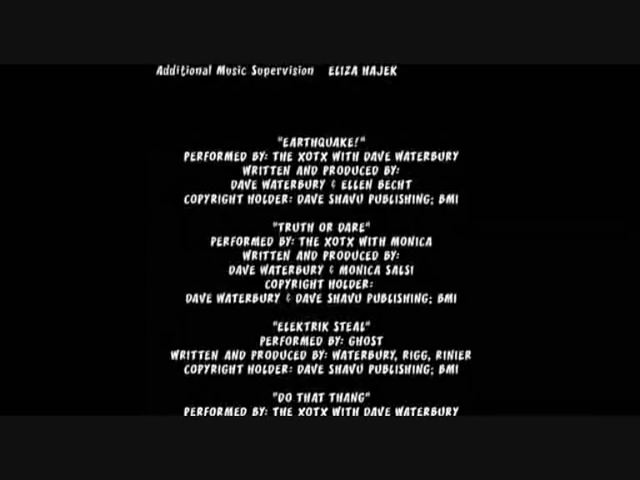 Additional Music Supervision ELIZA HAJEK
"EARTHQUAKE!"
PERFORMED BY: THE XOTX WITH DAVE WATERBURY
WRITTEN AND PRODUCED BY:
DAVE WATERBURY & ELLEN BECHT
COPYRIGHT HOLDER: DAVE SHAVU PUBLISHING; BMI
"TRUTH OR DARE"
PERFORMED BY: THE XOTX WITH MONICA
WRITTEN AND PRODUCED BY:
DAVE WATERBURY & MONICA SALSI
COPYRIGHT HOLDER:
DAVE WATERBURY & DAVE SHAVU PUBLISHING; BMI
"ELEKTRIK STEAL"
PERFORMED BY: GHOST
WRITTEN AND PRODUCED BY: WATERBURY, RIGG, RINIER
COPYRIGHT HOLDER: DAVE SHAVU PUBLISHING; BMI
"DO THAT THANG"
PERFORMED BY: THE XOTX WITH DAVE WATERBURY